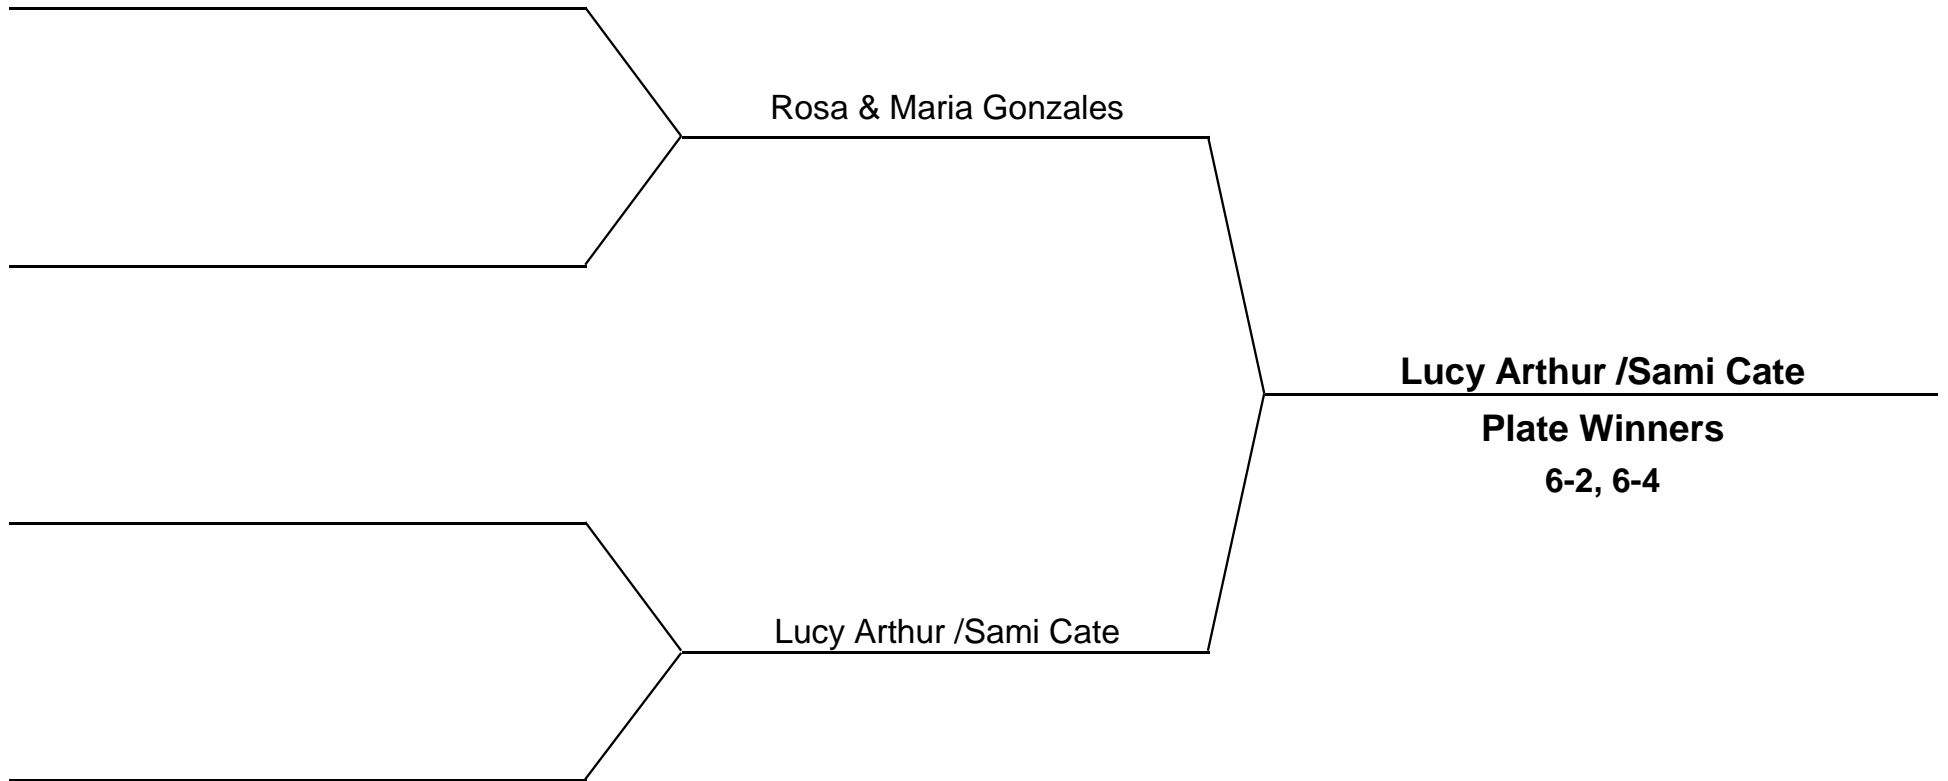 Rosa & Maria Gonzales
Lucy Arthur /Sami Cate
Plate Winners
6-2, 6-4
Lucy Arthur /Sami Cate